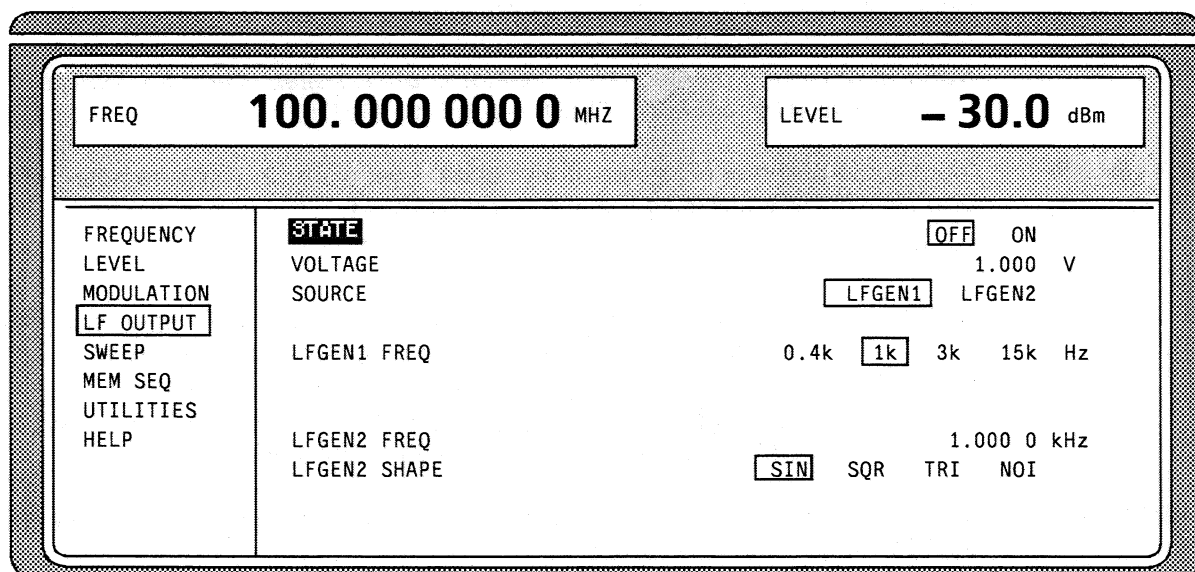 FREQ 100. 000 000 0 MHZ LEVEL – 30.0 dBm
FREQUENCY
LEVEL
MODULATION
LF OUTPUT
SWEEP
MEM SEQ
UTILITIES
HELP
STATE OFF ON
VOLTAGE 1.000 V
SOURCE LFGEN1 LFGEN2
LFGEN1 FREQ 0.4k 1k 3k 15k Hz
LFGEN2 FREQ 1.000 0 kHz
LFGEN2 SHAPE SIN SQR TRI NOI